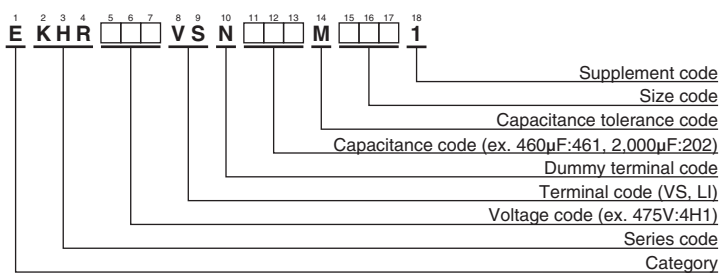 1 2 3 4 5 6 7 8 9 10 11 12 13 14 15 16 17 18
E K H R □□□ V S N □□□ M □□□ 1
Supplement code
Size code
Capacitance tolerance code
Capacitance code (ex. 460µF:461, 2,000µF:202)
Dummy terminal code
Terminal code (VS, LI)
Voltage code (ex. 475V:4H1)
Series code
Category